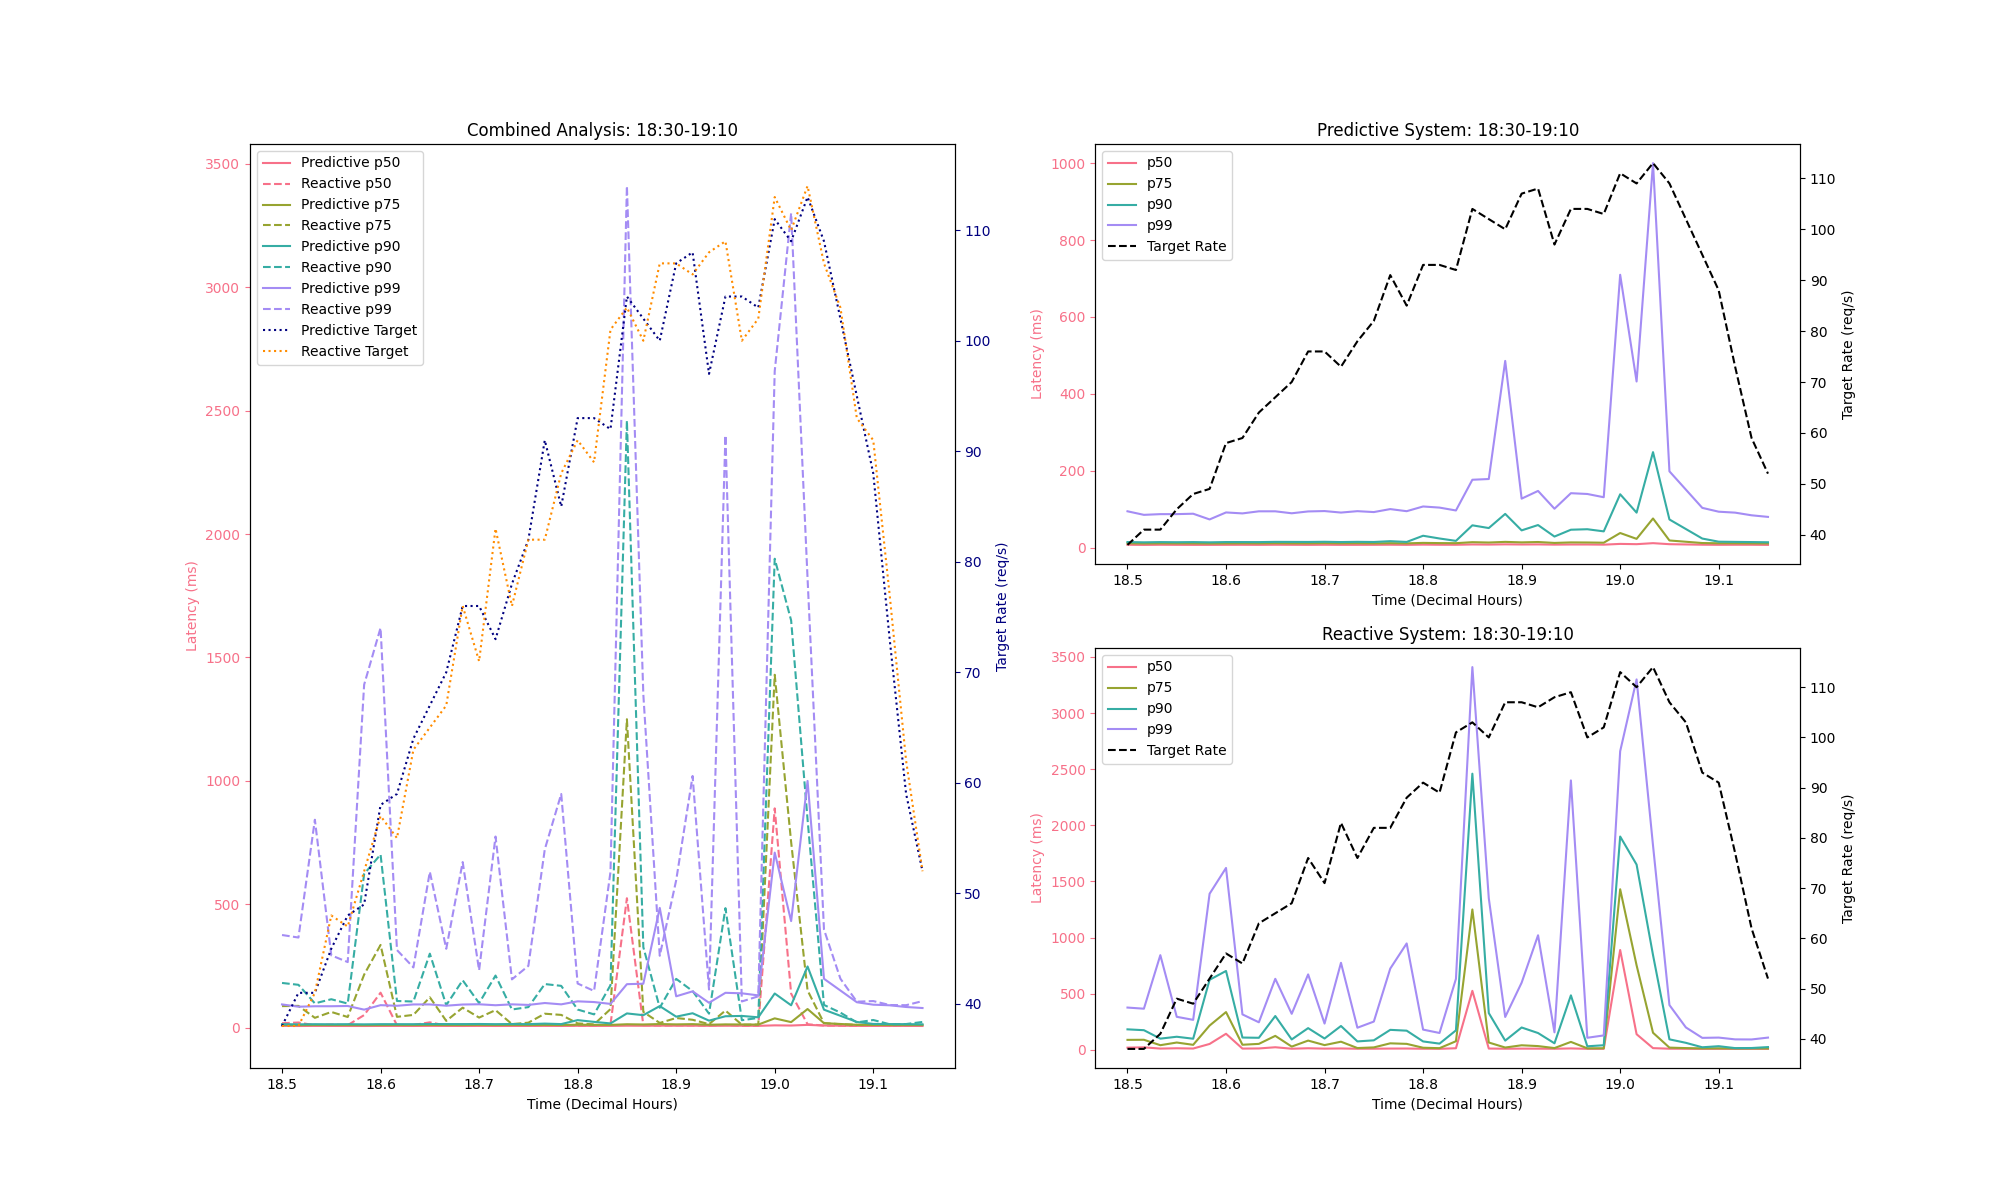 Combined Analysis: 18:30-19:10
Predictive p50
Reactive p50
Predictive p75
Reactive p75
Predictive p90
Reactive p90
Predictive p99
Reactive p99
Predictive Target
Reactive Target
3500
3000
2500
2000
1500
1000
500
0
Latency (ms)
110
100
90
80
70
60
50
40
Target Rate (req/s)
18.5 18.6 18.7 18.8 18.9 19.0 19.1
Time (Decimal Hours)
Predictive System: 18:30-19:10
p50
p75
p90
p99
Target Rate
1000
800
600
400
200
0
Latency (ms)
110
100
90
80
70
60
50
40
Target Rate (req/s)
18.5 18.6 18.7 18.8 18.9 19.0 19.1
Time (Decimal Hours)
Reactive System: 18:30-19:10
p50
p75
p90
p99
Target Rate
3500
3000
2500
2000
1500
1000
500
0
Latency (ms)
110
100
90
80
70
60
50
40
Target Rate (req/s)
18.5 18.6 18.7 18.8 18.9 19.0 19.1
Time (Decimal Hours)